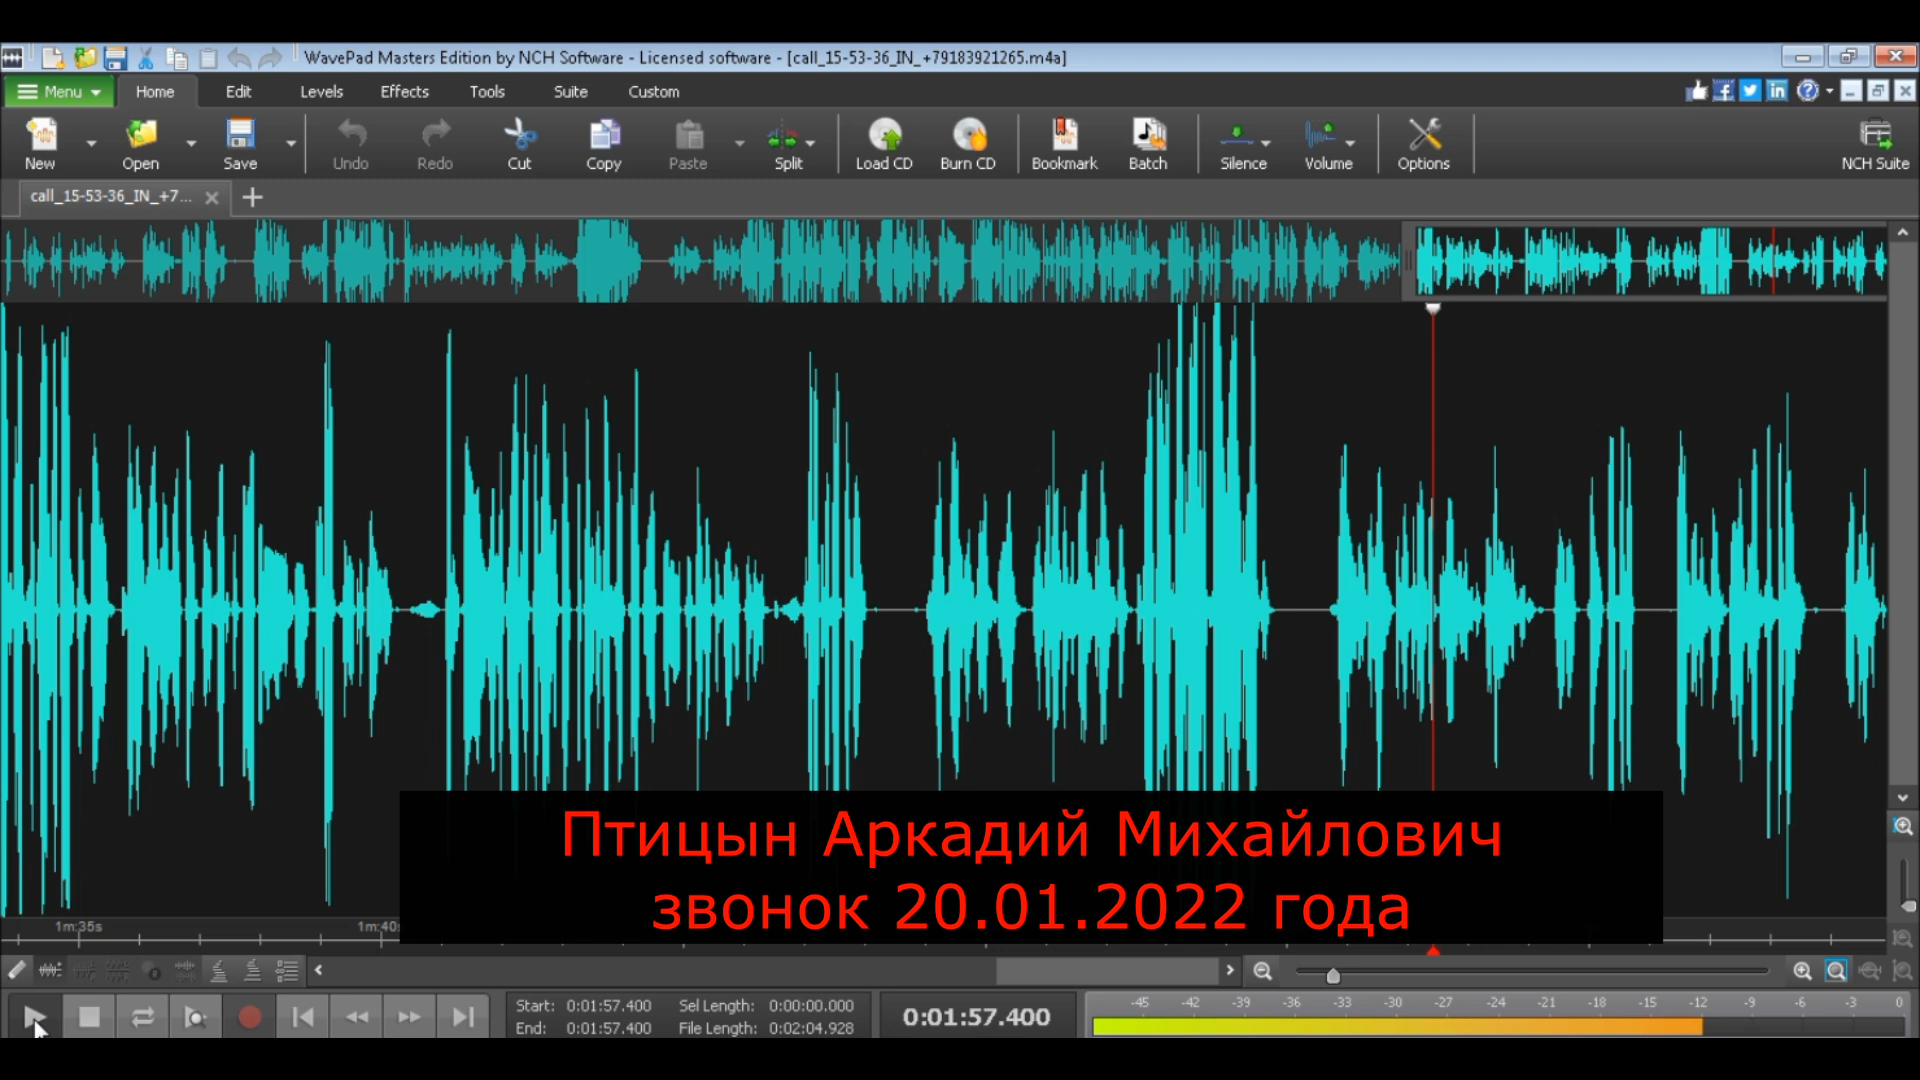 WavePad Masters Edition by NCH Software - Licensed software - [call_15-53-36_IN_+79183921265.m4a]
Menu Home Edit Levels Effects Tools Suite Custom
New Open Save Undo Redo Cut Copy Paste Split Load CD Burn CD Bookmark Batch Silence Volume Options NCH Suite
call_15-53-36_IN_+7...
Птицын Аркадий Михайлович
звонок 20.01.2022 года
1m:35s 1m:40s
Start: 0:01:57.400 Sel Length: 0:00:00.000
End: 0:01:57.400 File Length: 0:02:04.928
0:01:57.400
-45 -42 -39 -36 -33 -30 -27 -24 -21 -18 -15 -12 -9 -6 -3 0